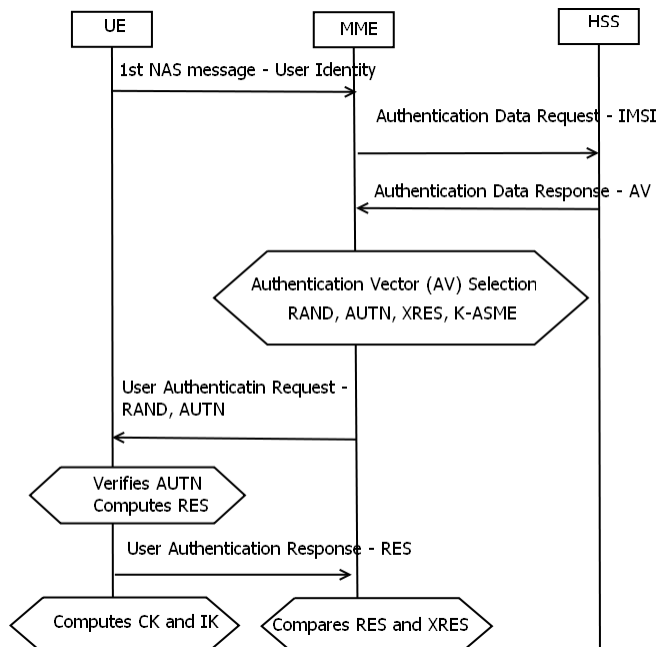 UE
MME
HSS
1st NAS message - User Identity
Authentication Data Request - IMSI
Authentication Data Response - AV
Authentication Vector (AV) Selection
RAND, AUTN, XRES, K-ASME
User Authenticatin Request -
RAND, AUTN
Verifies AUTN
Computes RES
User Authentication Response - RES
Computes CK and IK
Compares RES and XRES